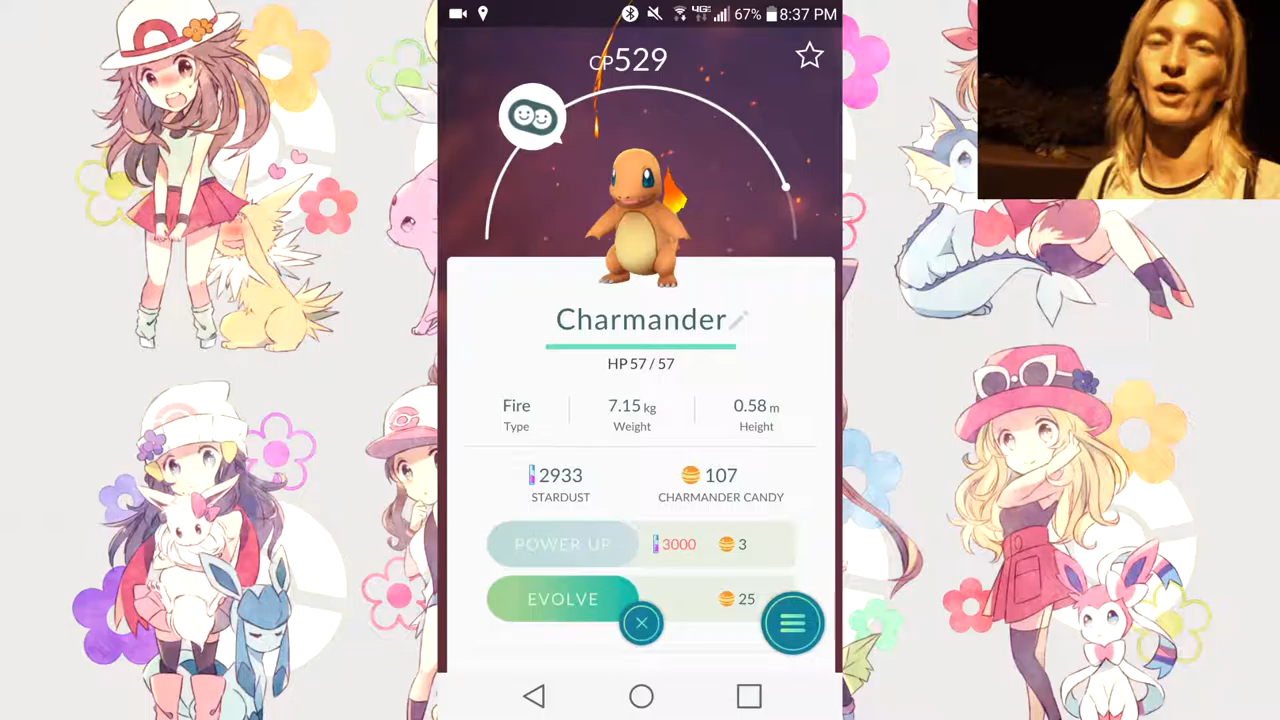 4G 67% 8:37 PM
CP529
Charmander
HP 57 / 57
Fire 7.15 kg 0.58 m
Type Weight Height
2933 107
STARDUST CHARMANDER CANDY
POWER UP 3000 3
EVOLVE 25